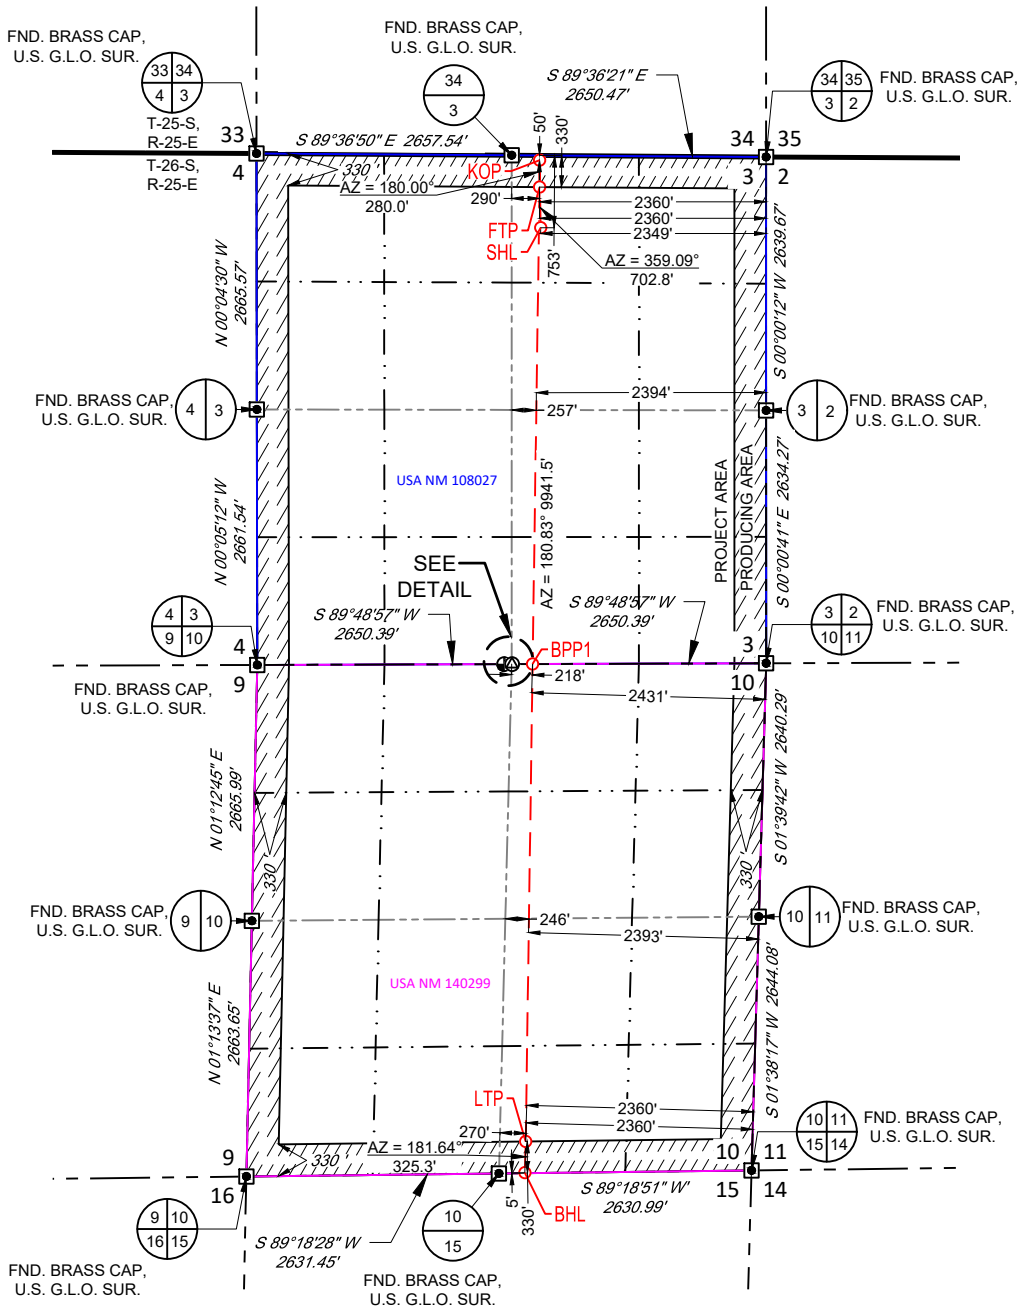 FND. BRASS CAP,
U.S. G.L.O. SUR.
33 34
4 3
T-25-S,
R-25-E
T-26-S,
R-25-E
33
4
FND. BRASS CAP,
U.S. G.L.O. SUR.
34
3
S 89°36'50" E 2657.54'
S 89°36'21" E
2650.47'
34 35
3 2
FND. BRASS CAP,
U.S. G.L.O. SUR.
34 35
3 2
50'
330'
KOP
330'
AZ = 180.00°
280.0'
290'
2360'
2360'
2349'
FTP
SHL
753'
AZ = 359.09°
702.8'
N 00°04'30" W
2665.57'
S 00°00'12" W 2639.67'
FND. BRASS CAP,
U.S. G.L.O. SUR.
4 3
2394'
257'
3 2
FND. BRASS CAP,
U.S. G.L.O. SUR.
USA NM 108027
AZ = 180.83° 9941.5'
PROJECT AREA
PRODUCING AREA
N 00°05'12" W
2661.54'
S 00°00'41" E 2634.27'
SEE
DETAIL
S 89°48'57" W
2650.39'
S 89°48'57" W
2650.39'
4 3
9 10
4
9
FND. BRASS CAP,
U.S. G.L.O. SUR.
3 2
10 11
FND. BRASS CAP,
U.S. G.L.O. SUR.
3
10
BPP1
218'
2431'
N 01°12'45" E
2665.99'
S 01°39'42" W 2640.29'
330'
330'
FND. BRASS CAP,
U.S. G.L.O. SUR.
9 10
246'
2393'
10 11
FND. BRASS CAP,
U.S. G.L.O. SUR.
USA NM 140299
N 01°13'37" E
2663.65'
S 01°38'17" W 2644.08'
LTP
2360'
2360'
270'
AZ = 181.64°
325.3'
330'
10 11
15 14
FND. BRASS CAP,
U.S. G.L.O. SUR.
10 11
15 14
9
16
5'
330'
BHL
S 89°18'51" W
2630.99'
9 10
16 15
FND. BRASS CAP,
U.S. G.L.O. SUR.
S 89°18'28" W
2631.45'
10
15
FND. BRASS CAP,
U.S. G.L.O. SUR.